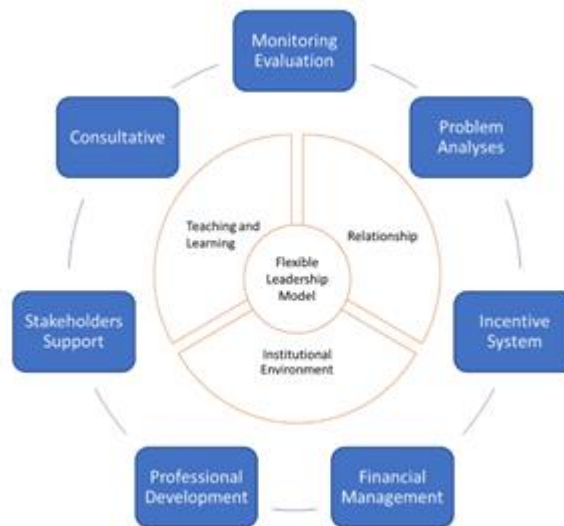 Monitoring
Evaluation
Problem
Analyses
Incentive
System
Financial
Management
Professional
Development
Stakeholders
Support
Consultative
Teaching and
Learning
Relationship
Flexible
Leadership
Model
Institutional
Environment